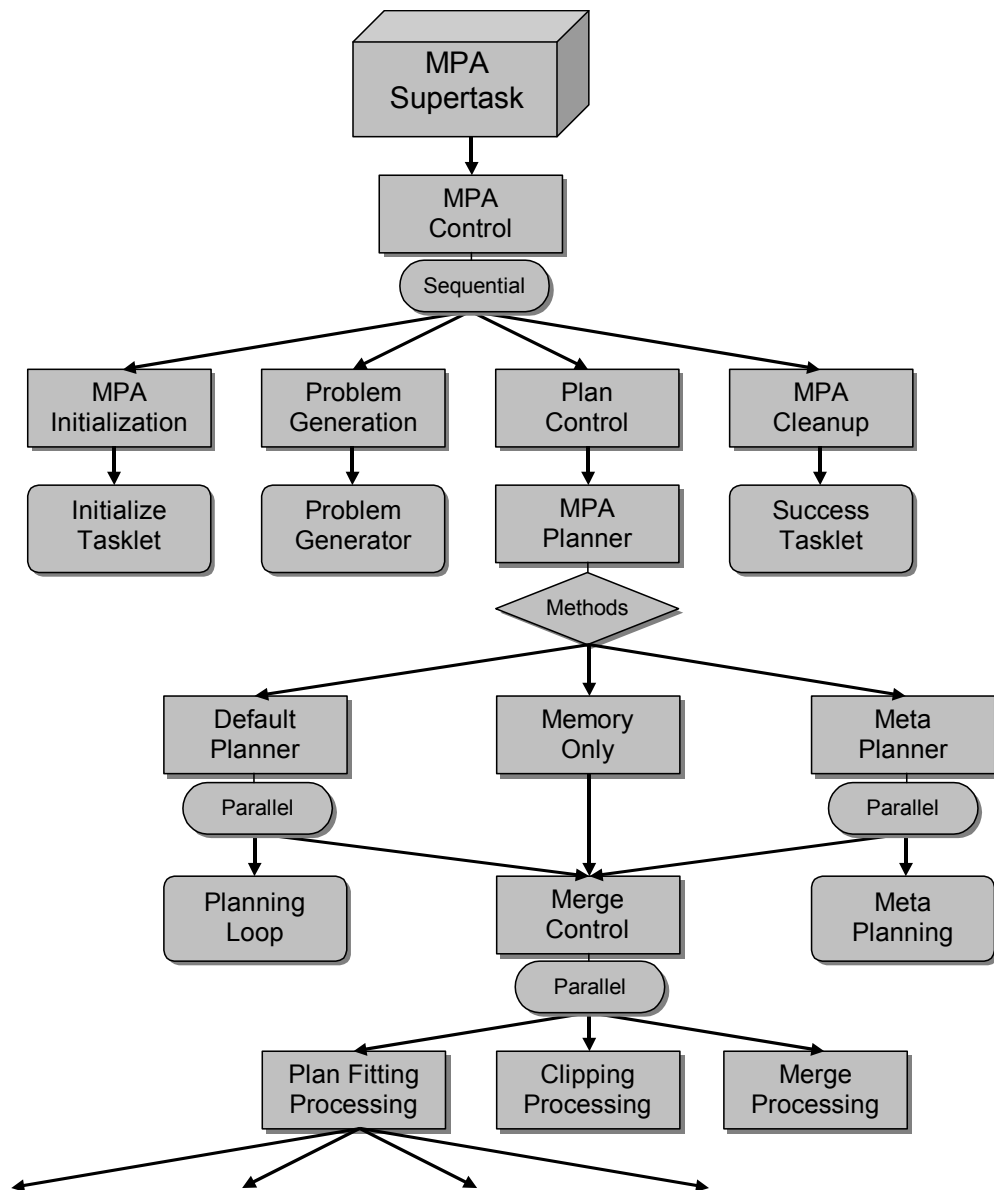 MPA
Supertask
MPA
Control
Sequential
MPA
Initialization
Problem
Generation
Plan
Control
MPA
Cleanup
Initialize
Tasklet
Problem
Generator
MPA
Planner
Success
Tasklet
Methods
Default
Planner
Memory
Only
Meta
Planner
Parallel
Parallel
Planning
Loop
Merge
Control
Meta
Planning
Parallel
Plan Fitting
Processing
Clipping
Processing
Merge
Processing